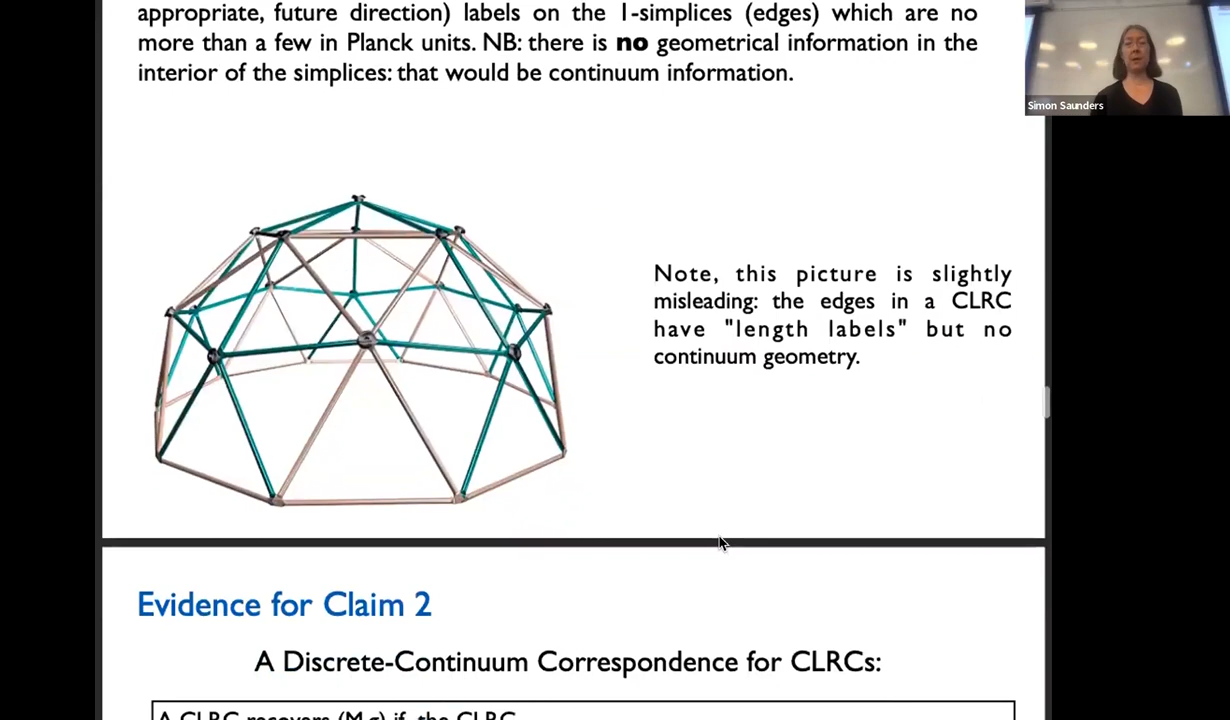 appropriate, future direction) labels on the 1-simplices (edges) which are no
more than a few in Planck units. NB: there is no geometrical information in the
interior of the simplices: that would be continuum information.
Simon Saunders
Note, this picture is slightly
misleading: the edges in a CLRC
have "length labels" but no
continuum geometry.
Evidence for Claim 2
A Discrete-Continuum Correspondence for CLRCs:
A CLRC recovers (M,g) if, the CLRC